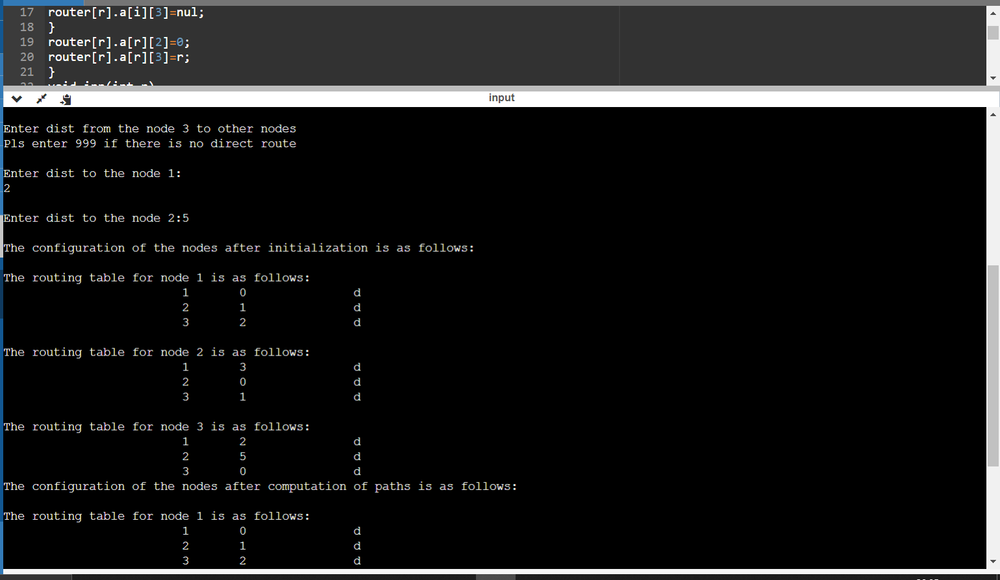 17 router[r].a[i][3]=nul;
18 }
19 router[r].a[r][2]=0;
20 router[r].a[r][3]=r;
21 }
input
Enter dist from the node 3 to other nodes
Pls enter 999 if there is no direct route
Enter dist to the node 1:
2
Enter dist to the node 2:5
The configuration of the nodes after initialization is as follows:
The routing table for node 1 is as follows:
1 0 d
2 1 d
3 2 d
The routing table for node 2 is as follows:
1 3 d
2 0 d
3 1 d
The routing table for node 3 is as follows:
1 2 d
2 5 d
3 0 d
The configuration of the nodes after computation of paths is as follows:
The routing table for node 1 is as follows:
1 0 d
2 1 d
3 2 d